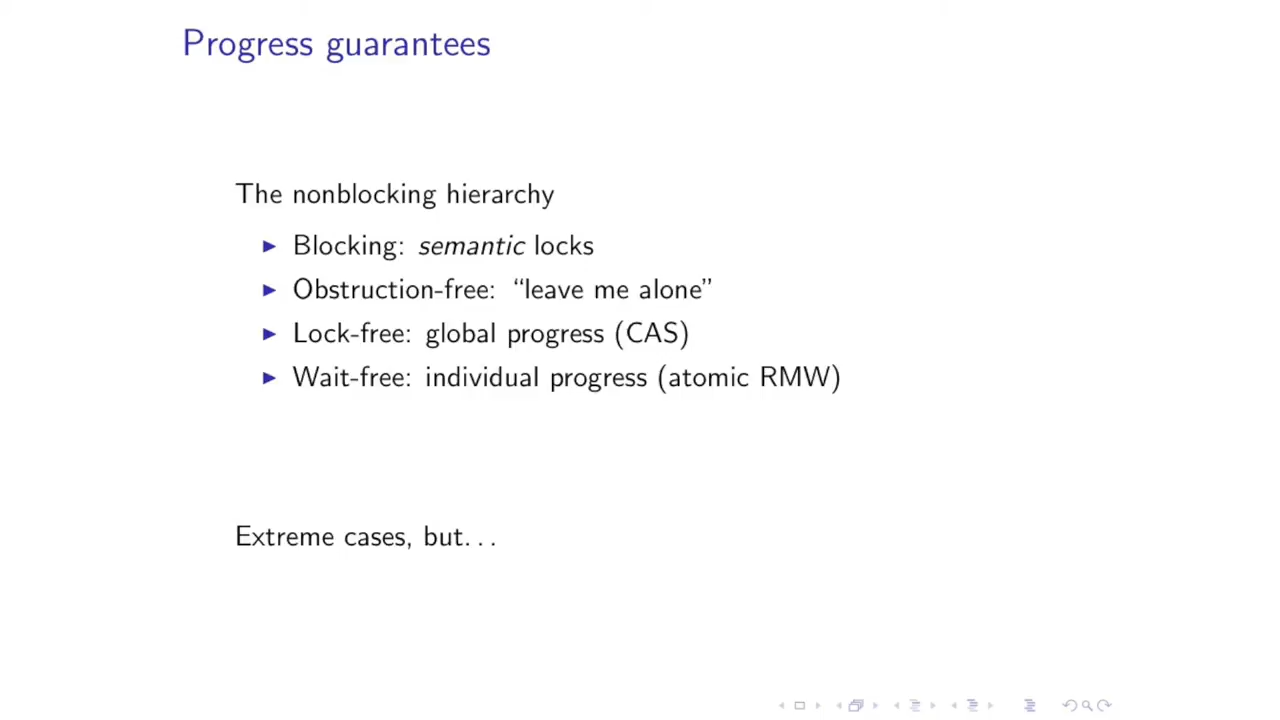 Progress guarantees
The nonblocking hierarchy
▶ Blocking: semantic locks
▶ Obstruction-free: “leave me alone”
▶ Lock-free: global progress (CAS)
▶ Wait-free: individual progress (atomic RMW)
Extreme cases, but...